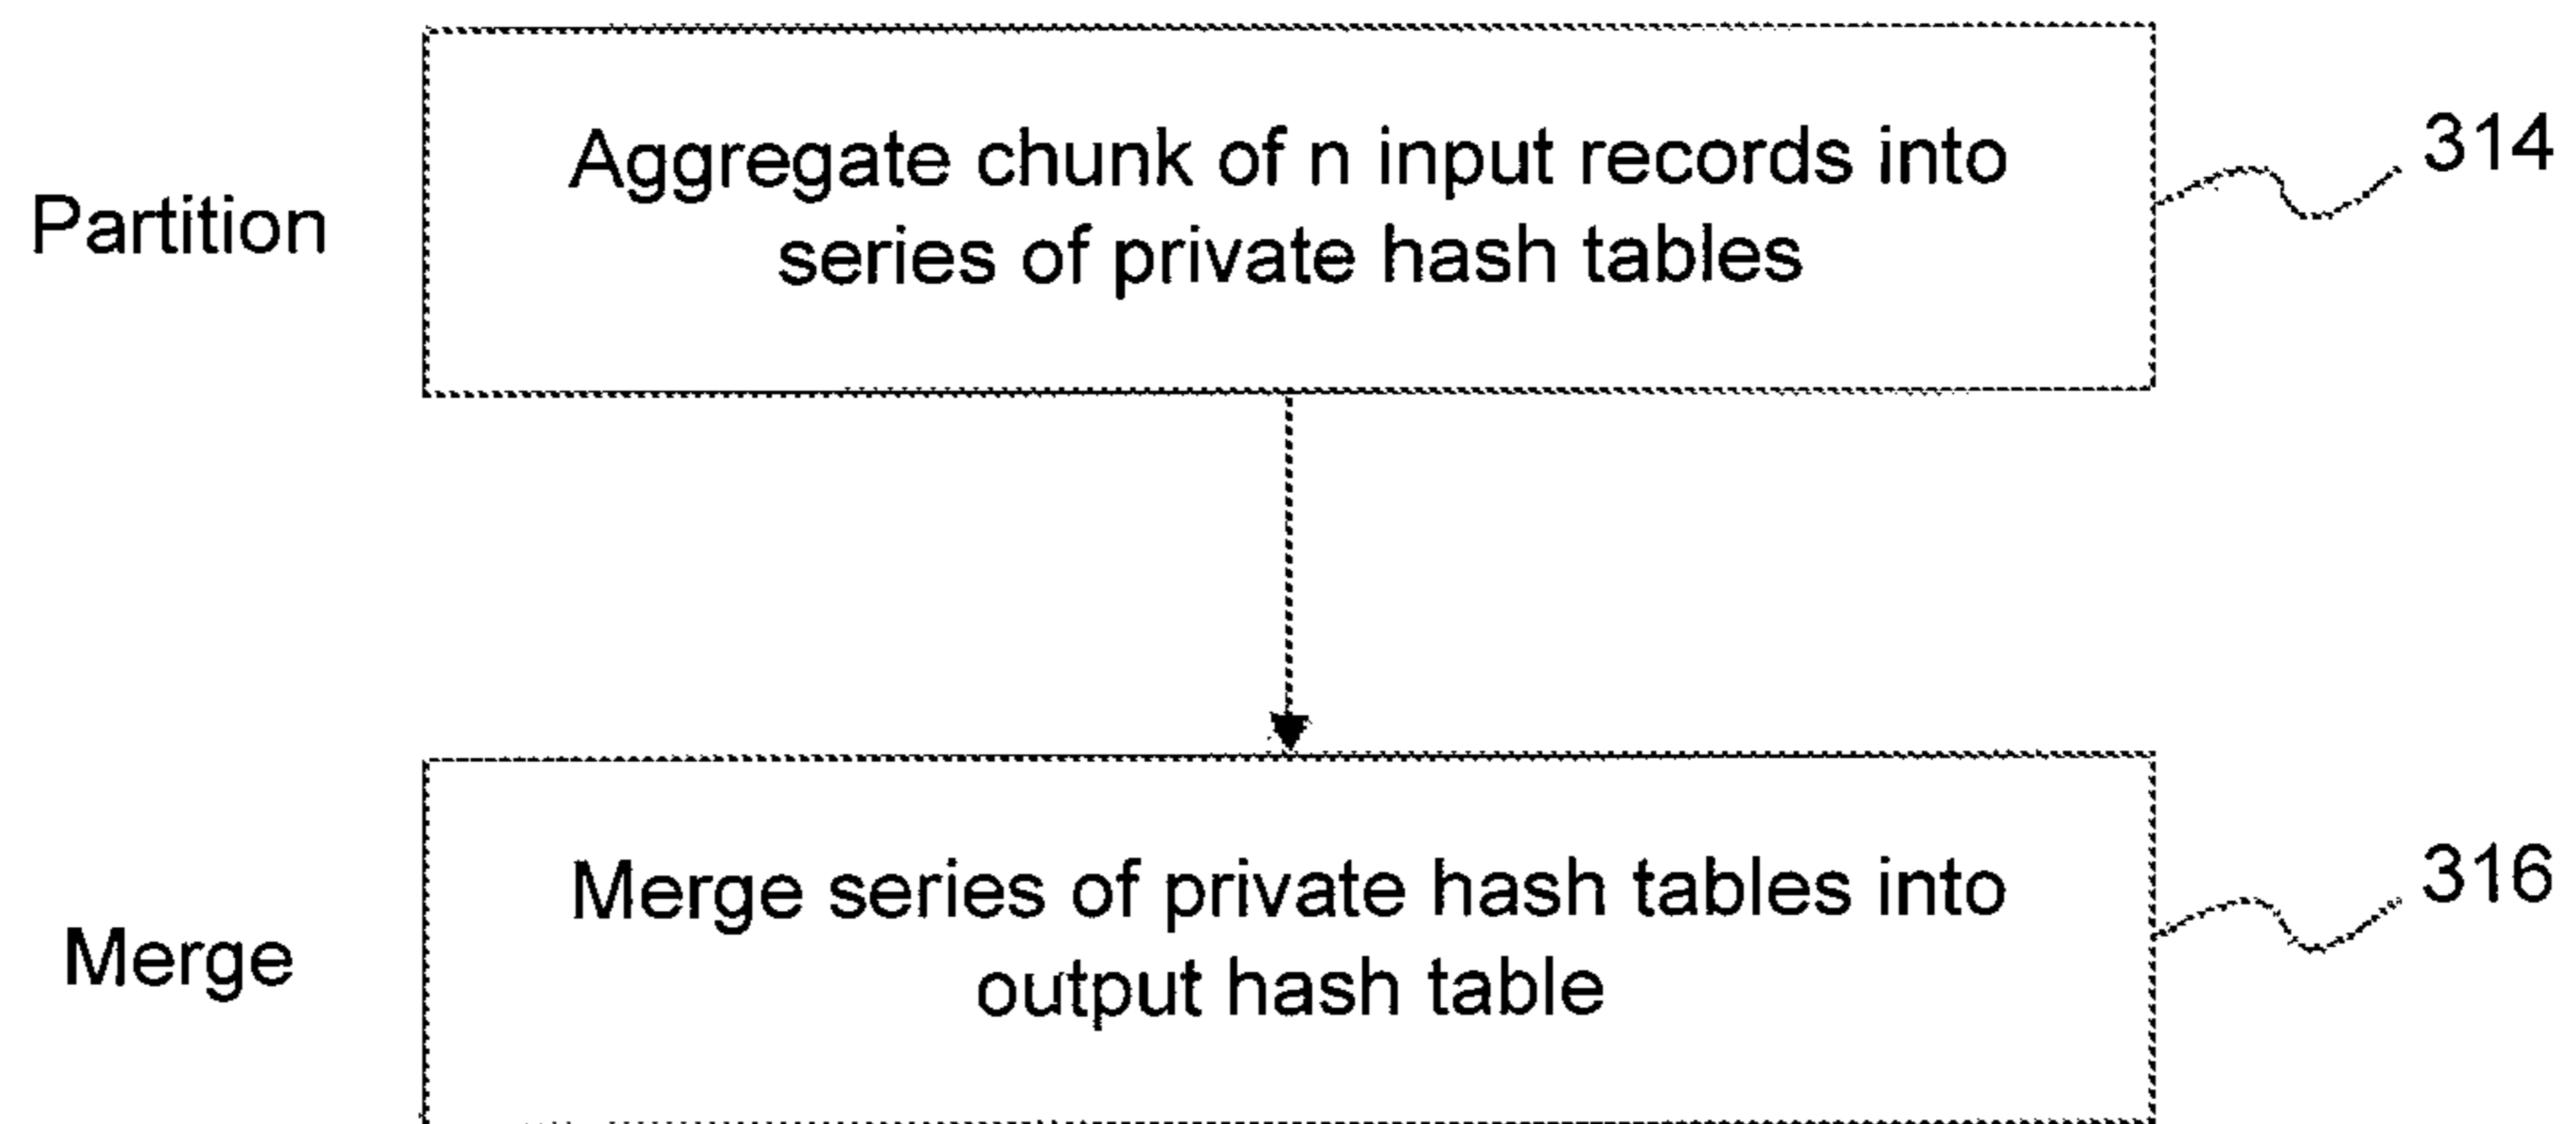 Partition
Aggregate chunk of n input records into
series of private hash tables
314
Merge
Merge series of private hash tables into
output hash table
316